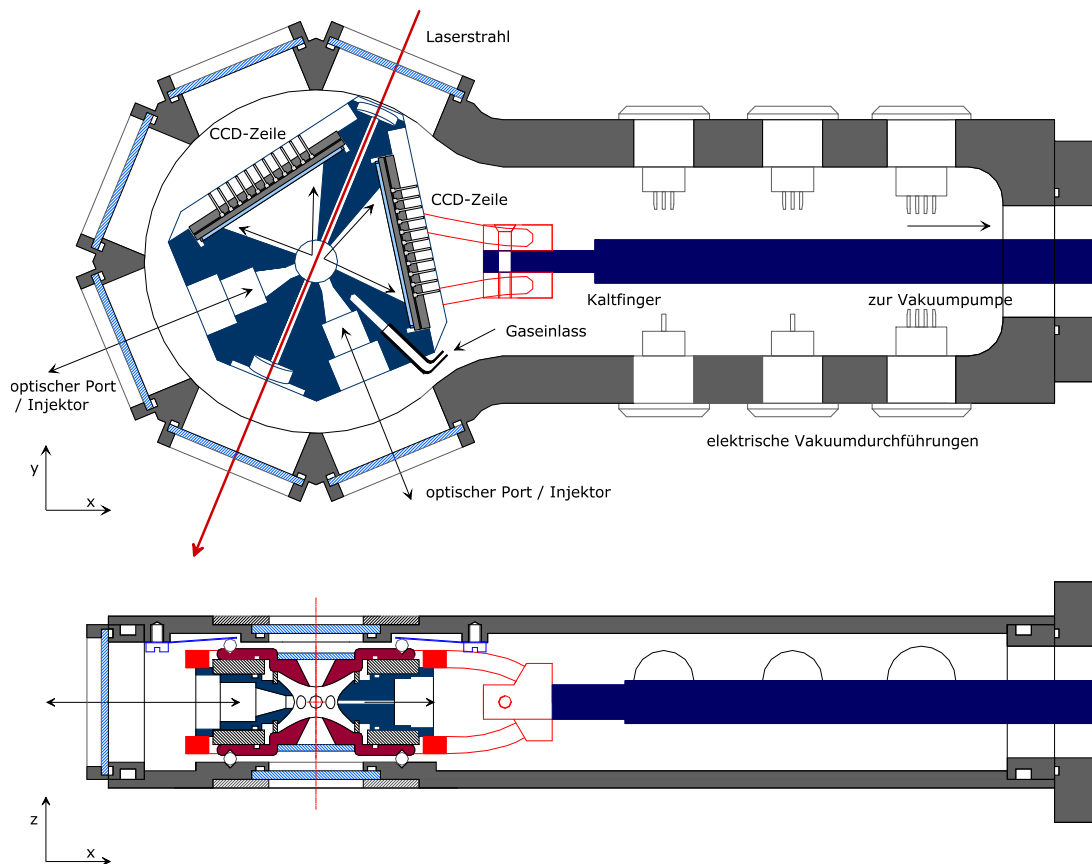 Laserstrahl
CCD-Zeile
CCD-Zeile
Kaltfinger
zur Vakuumpumpe
Gaseinlass
optischer Port
/ Injektor
elektrische Vakuumdurchführungen
optischer Port / Injektor
y
x
z
x